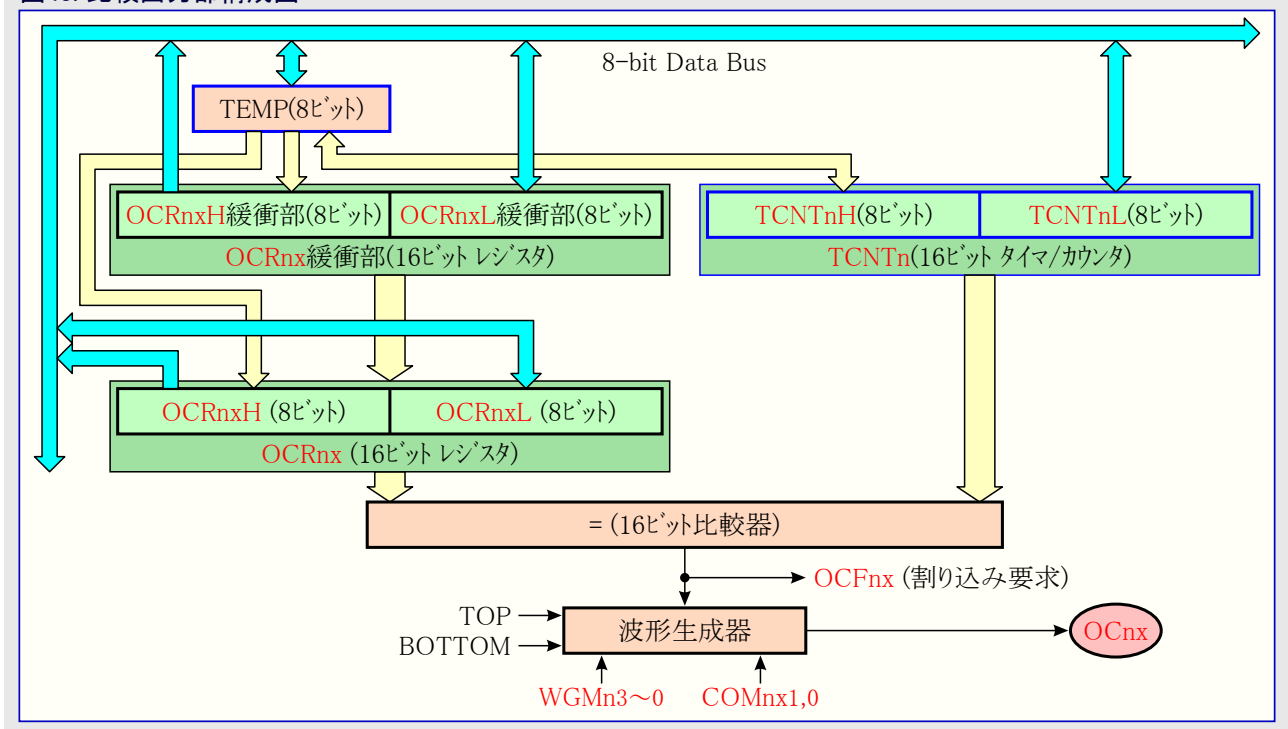 8-bit Data Bus
TEMP(8ビット)
OCRnxH緩衝部(8ビット) OCRnxL緩衝部(8ビット)
OCRnx緩衝部(16ビット レジスタ)
TCNTnH(8ビット) TCNTnL(8ビット)
TCNTn(16ビット タイマ/カウンタ)
OCRnxH (8ビット) OCRnxL (8ビット)
OCRnx (16ビット レジスタ)
= (16ビット比較器)
OCFnx (割り込み要求)
TOP
BOTTOM
波形生成器
OCnx
WGMn3～0 COMnx1,0